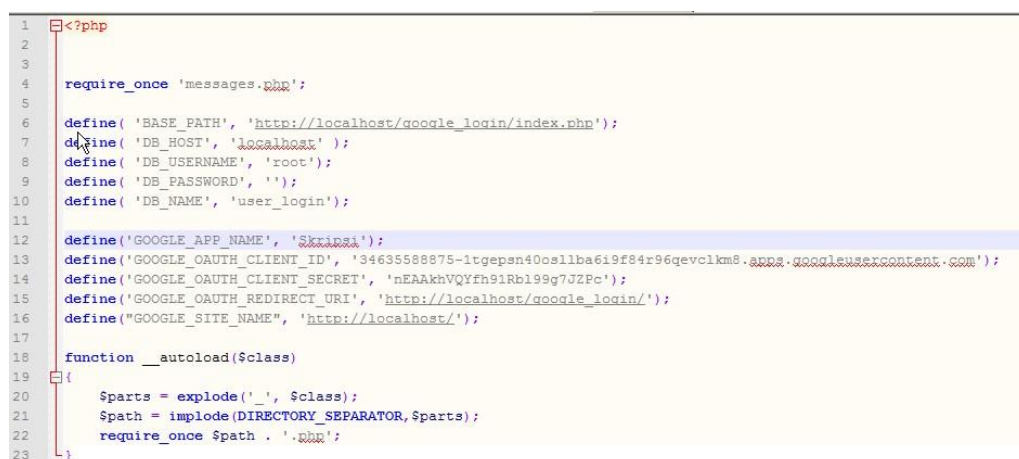 1 <?php
2
3
4 require_once 'messages.php';
5
6 define( 'BASE_PATH', 'http://localhost/google_login/index.php');
7 define( 'DB_HOST', 'localhost' );
8 define( 'DB_USERNAME', 'root');
9 define( 'DB_PASSWORD', '');
10 define( 'DB_NAME', 'user_login');
11
12 define('GOOGLE_APP_NAME', 'Skripsi');
13 define('GOOGLE_OAUTH_CLIENT_ID', '34635588875-1tgepsn40osllba6i9f84r96qevclkm8.apps.googleusercontent.com');
14 define('GOOGLE_OAUTH_CLIENT_SECRET', 'nEAAkhVQYfh91Rbl99g7JZPc');
15 define('GOOGLE_OAUTH_REDIRECT_URI', 'http://localhost/google_login/');
16 define("GOOGLE_SITE_NAME", 'http://localhost/');
17
18 function __autoload($class)
19 {
20 $parts = explode('_', $class);
21 $path = implode(DIRECTORY_SEPARATOR,$parts);
22 require_once $path . '.php';
23 }